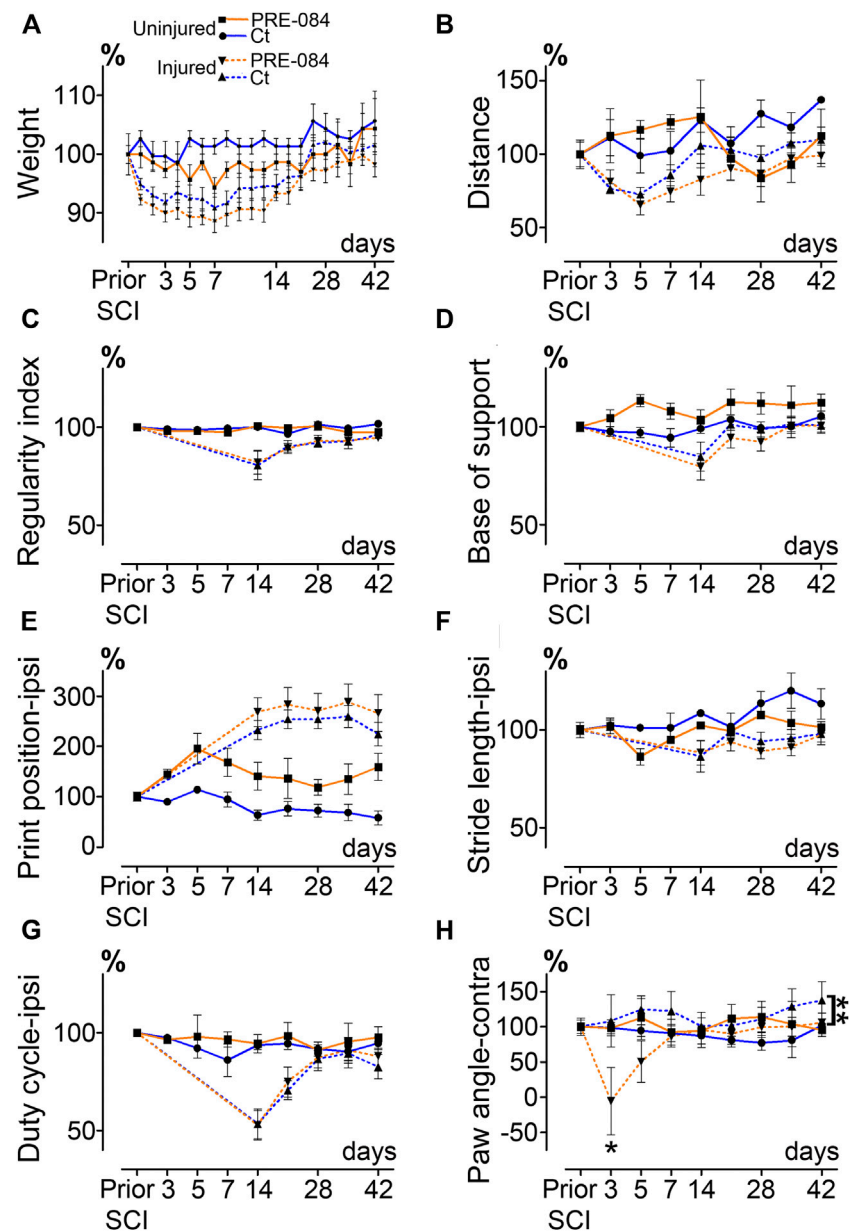 A
Uninjured PRE-084
Ct
Injured PRE-084
Ct
%
110
100
90
Weight
days
Prior 3 5 7 14 28 42
SCI
B
%
150
100
50
Distance
days
Prior 3 5 7 14 28 42
SCI
C
%
100
50
Regularity index
days
Prior 3 5 7 14 28 42
SCI
D
%
100
50
Base of support
days
Prior 3 5 7 14 28 42
SCI
E
%
300
200
100
0
Print position-ipsi
days
Prior 3 5 7 14 28 42
SCI
F
%
100
50
Stride length-ipsi
days
Prior 3 5 7 14 28 42
SCI
G
%
100
50
Duty cycle-ipsi
days
Prior 3 5 7 14 28 42
SCI
H
%
150
100
50
0
-50
Paw angle-contra
**
*
days
Prior 3 5 7 14 28 42
SCI